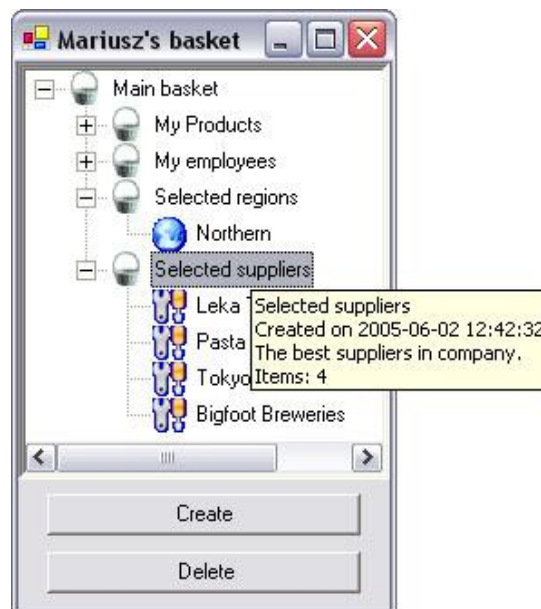 Mariusz's basket
Main basket
My Products
My employees
Selected regions
Northern
Selected suppliers
Leka
Selected suppliers
Created on 2005-06-02 12:42:32
Pasta
The best suppliers in company.
Tokyo
Items: 4
Bigfoot Breweries
Create
Delete